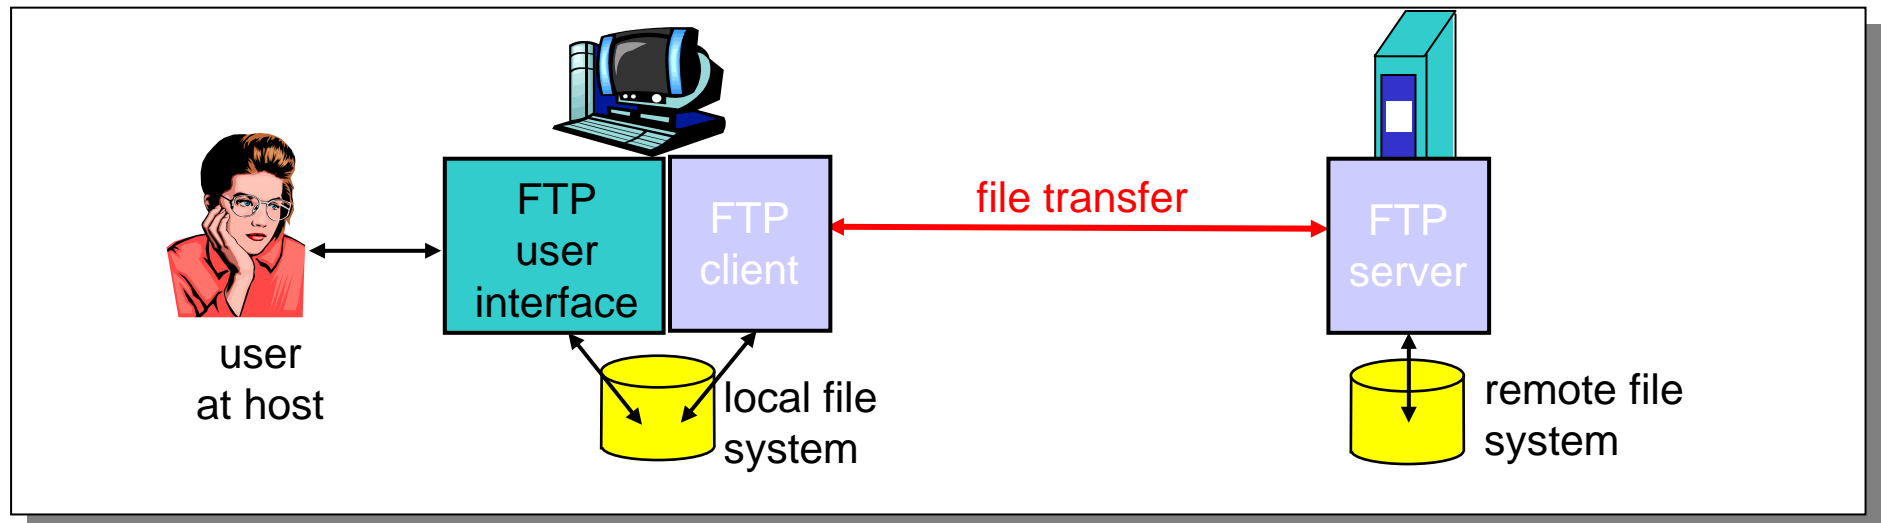 FTP
user
interface
FTP
client
file transfer
FTP
server
user
at host
local file
system
remote file
system